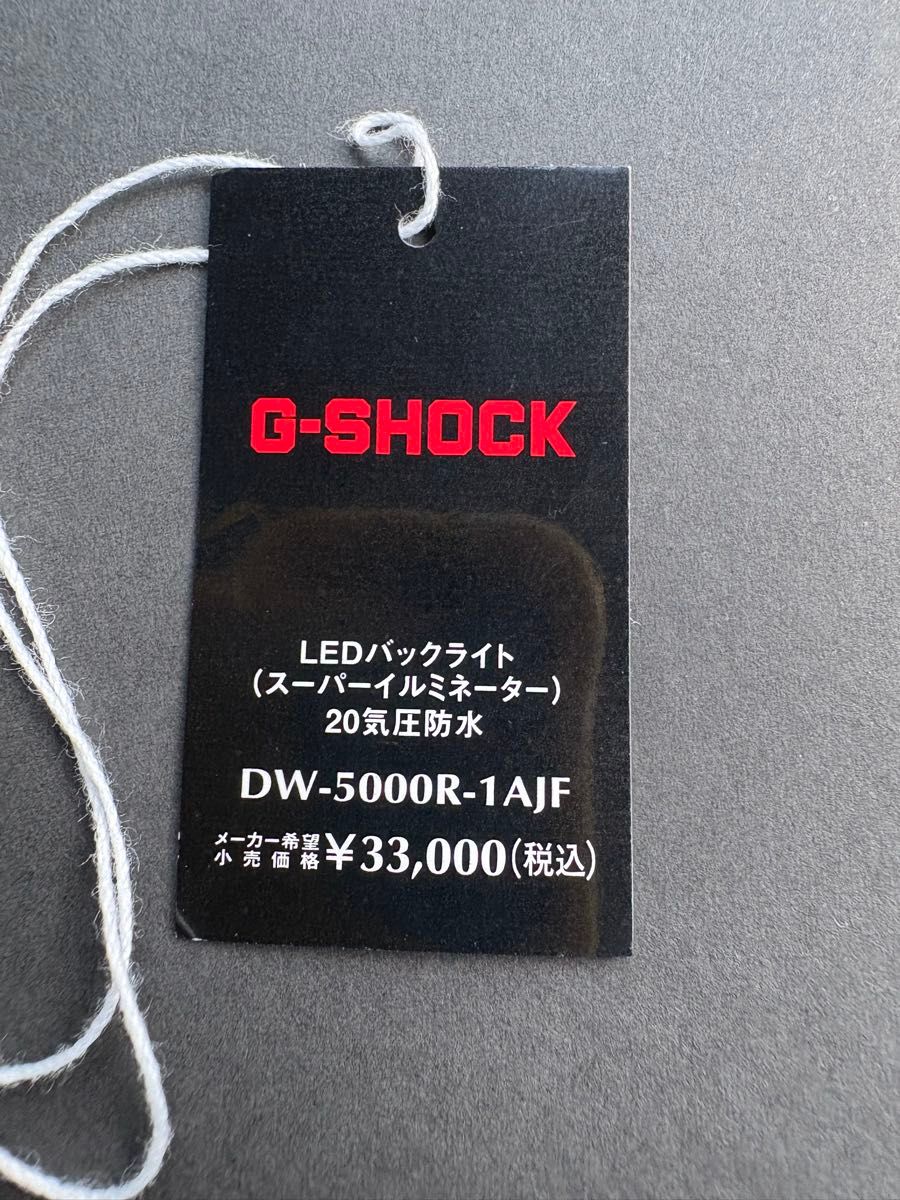 G-SHOCK
LEDバックライト
(スーパーイルミネーター)
20気圧防水
DW-5000R-1AJF
メーカー希望
小売価格 ¥33,000(税込)